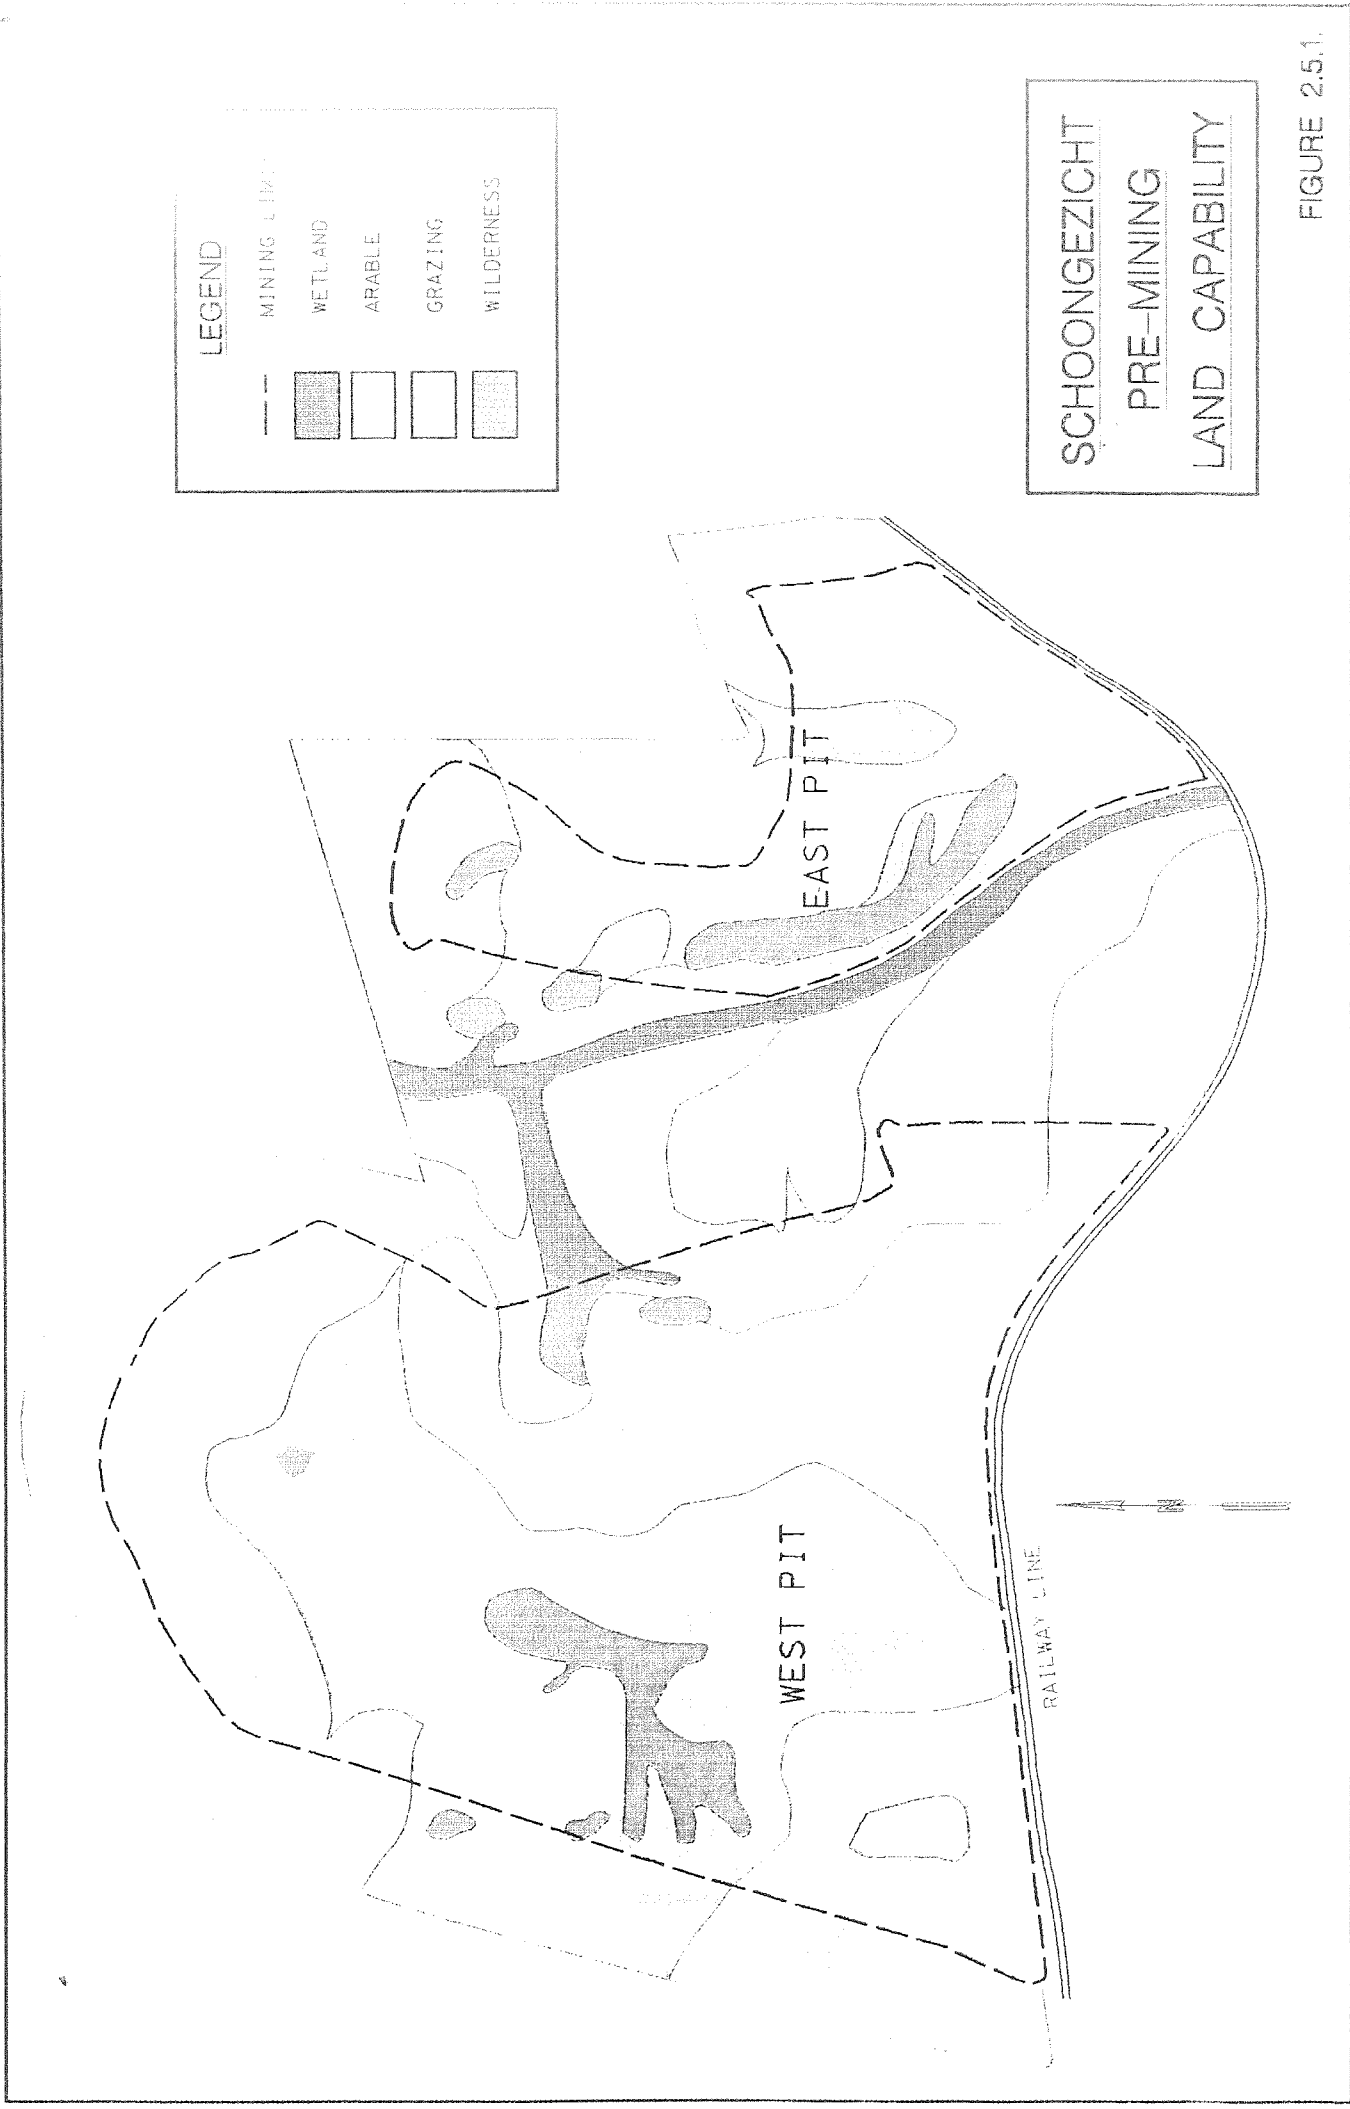 LEGEND
MINING LINE
WETLAND
ARABLE
GRAZING
WILDERNESS
EAST PIT
WEST PIT
N
RAILWAY LINE
SCHOONGEZICHT
PRE-MINING
LAND CAPABILITY
FIGURE 2.5.1.